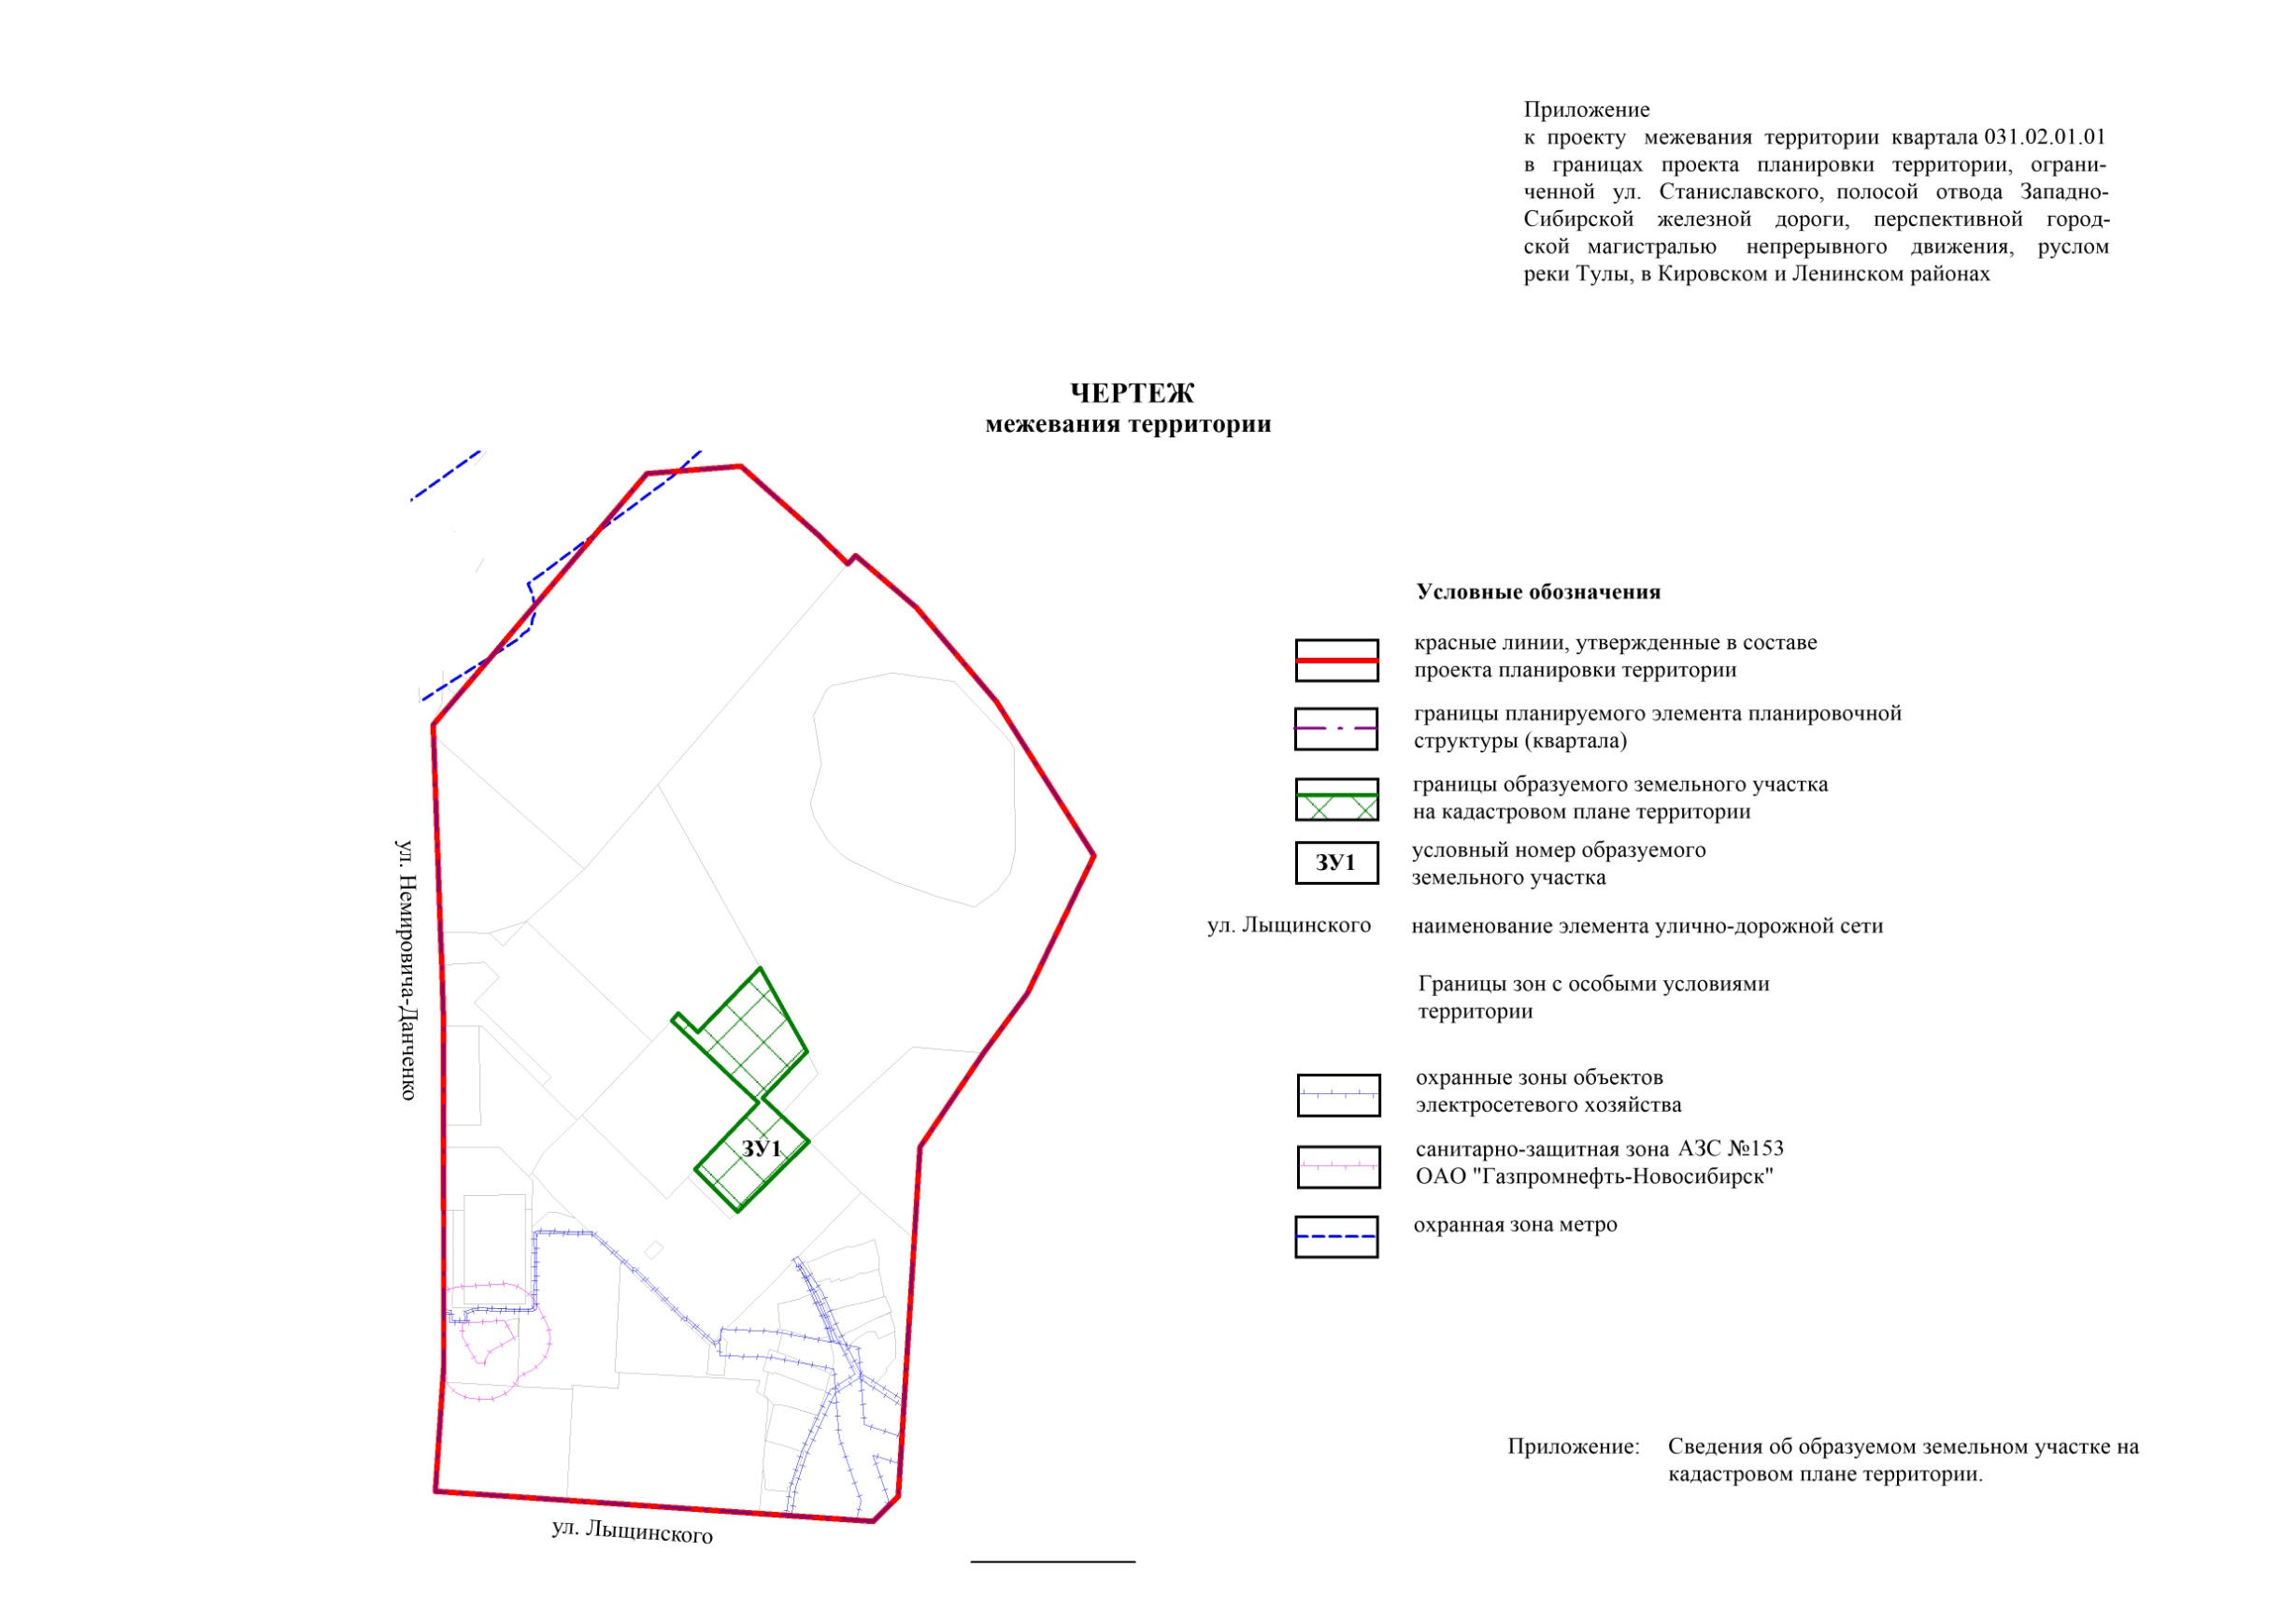 Приложение
к проекту межевания территории квартала 031.02.01.01
в границах проекта планировки территории, ограни-
ченной ул. Станиславского, полосой отвода Западно-
Сибирской железной дороги, перспективной город-
ской магистралью непрерывного движения, руслом
реки Тулы, в Кировском и Ленинском районах
ЧЕРТЕЖ
межевания территории
ул. Немировича-Данченко
ЗУ1
ул. Лыщинского
Условные обозначения
красные линии, утвержденные в составе
проекта планировки территории
границы планируемого элемента планировочной
структуры (квартала)
границы образуемого земельного участка
на кадастровом плане территории
ЗУ1
условный номер образуемого
земельного участка
ул. Лыщинского наименование элемента улично-дорожной сети
Границы зон с особыми условиями
территории
охранные зоны объектов
электросетевого хозяйства
санитарно-защитная зона АЗС №153
ОАО "Газпромнефть-Новосибирск"
охранная зона метро
Приложение: Сведения об образуемом земельном участке на
кадастровом плане территории.